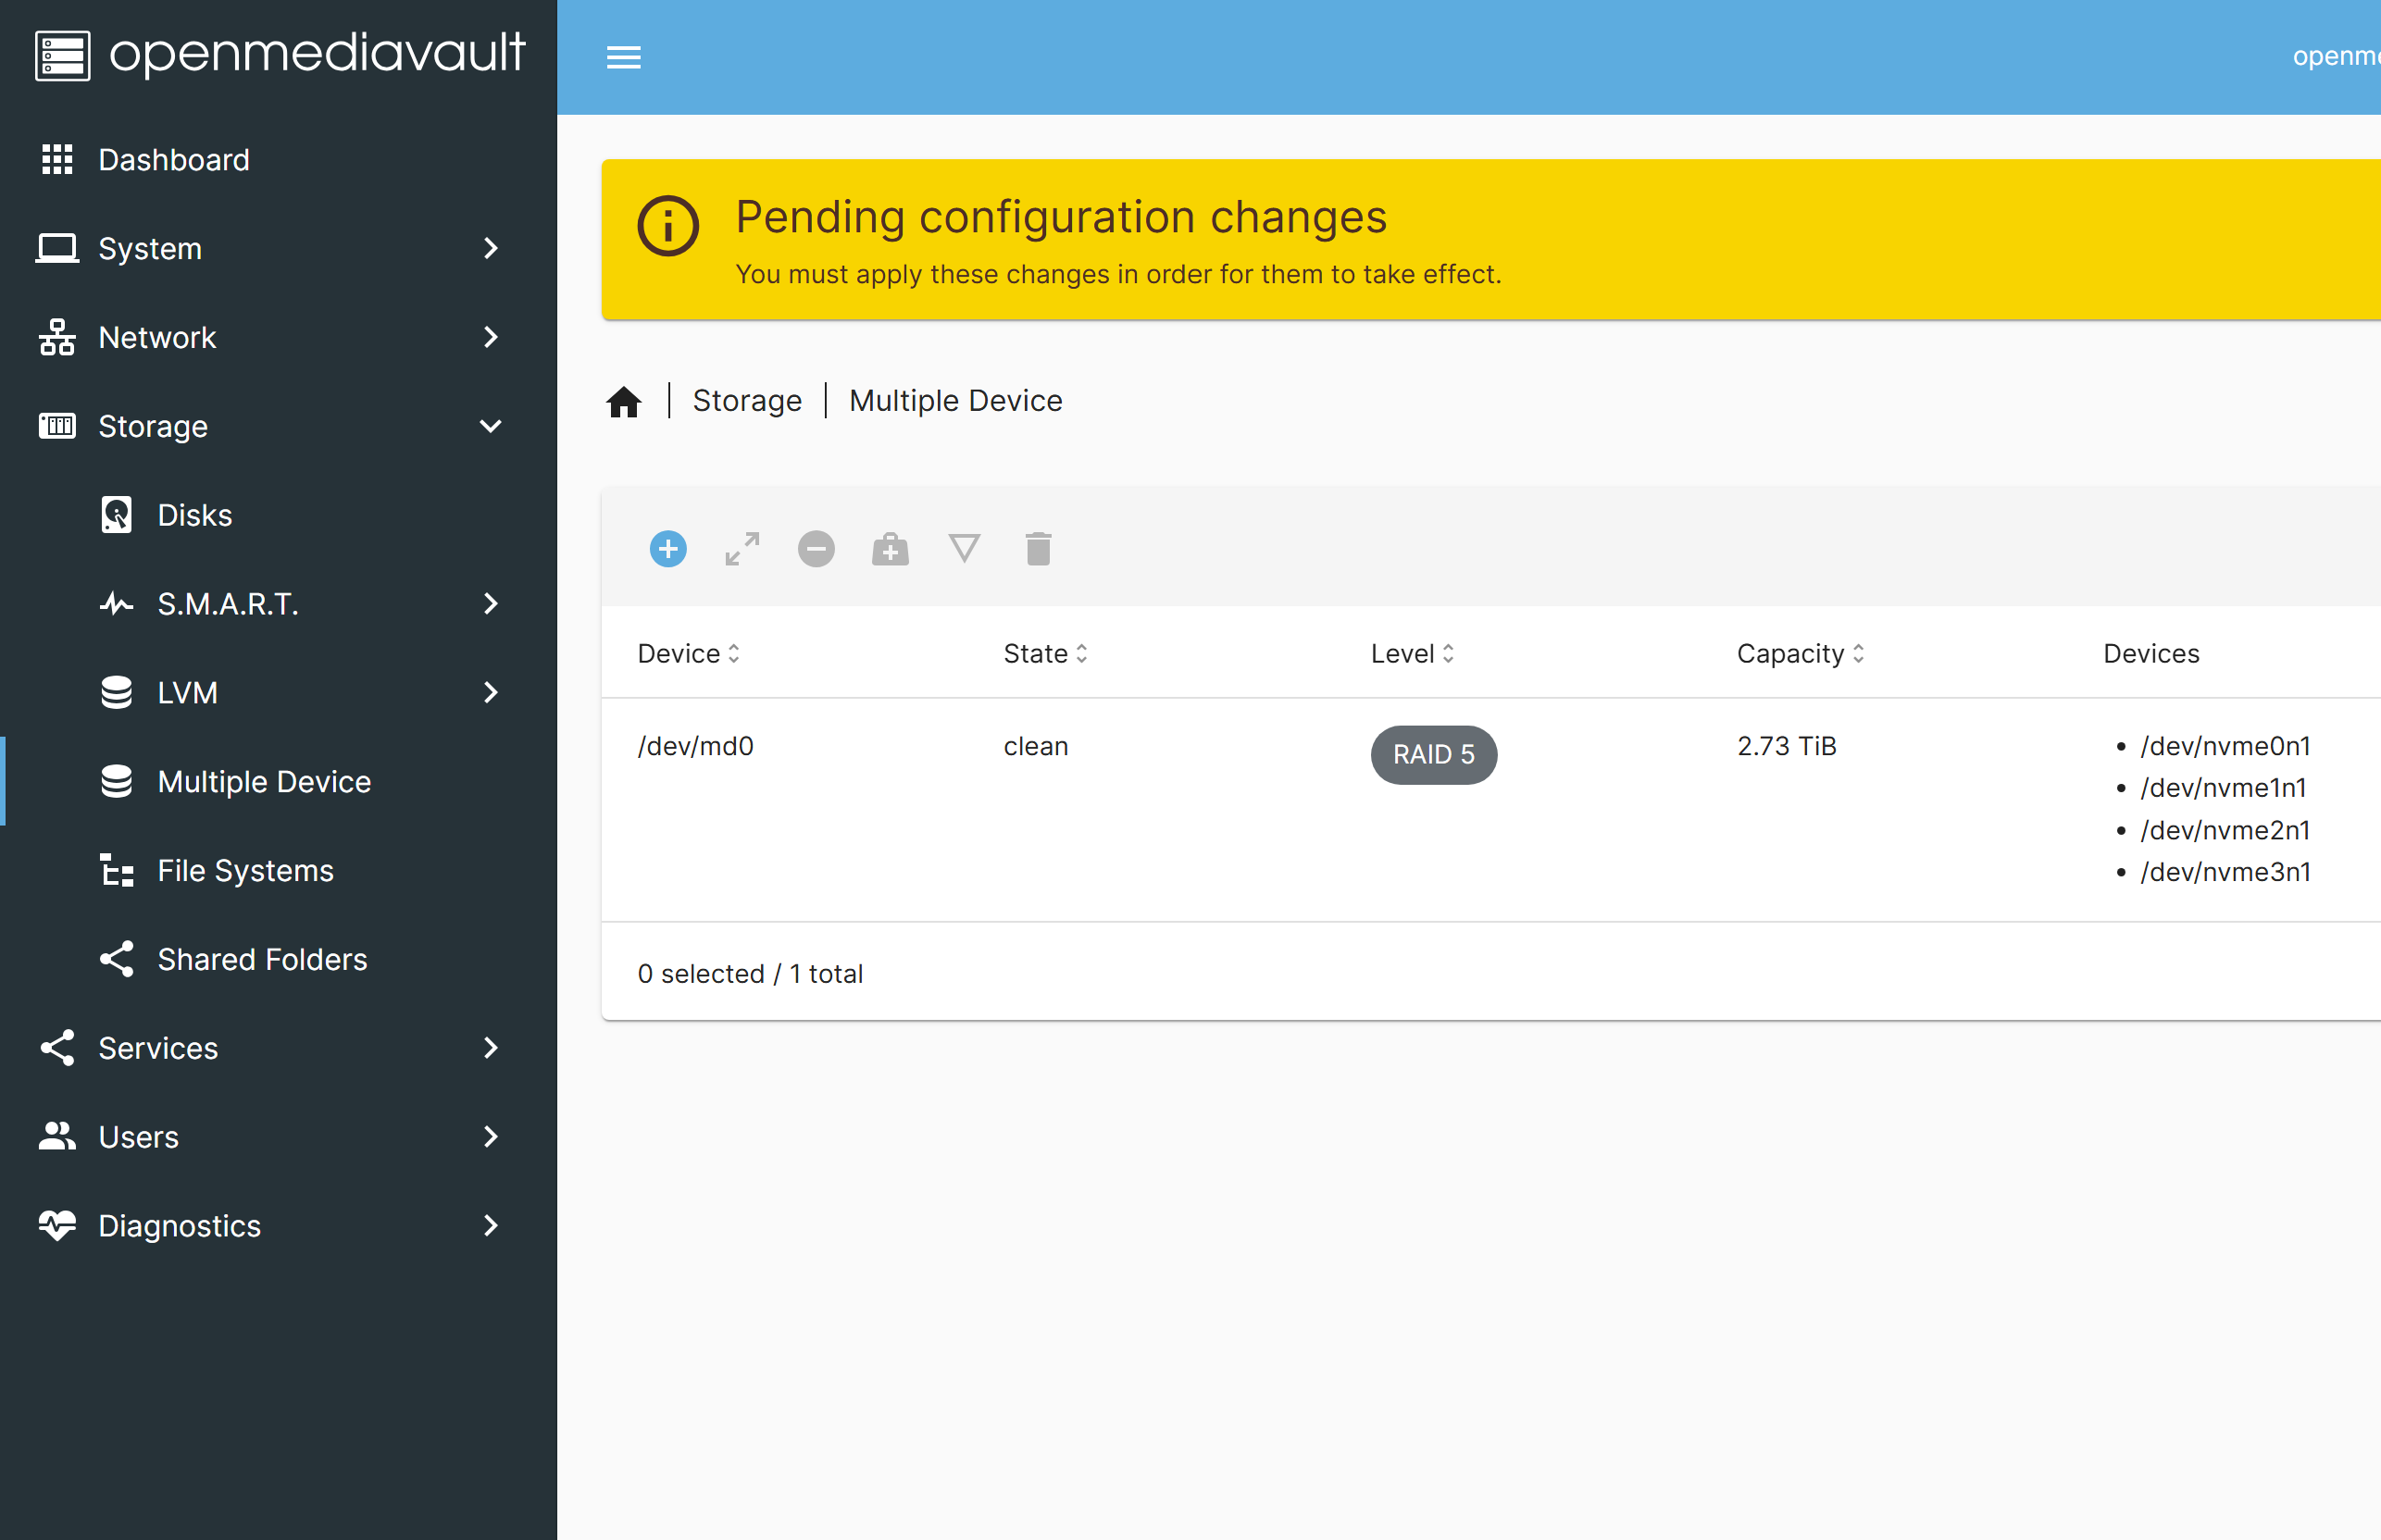 openmediavault
openme
Dashboard
System
Network
Storage
Disks
S.M.A.R.T.
LVM
Multiple Device
File Systems
Shared Folders
Services
Users
Diagnostics
Pending configuration changes
You must apply these changes in order for them to take effect.
Storage | Multiple Device
Device State Level Capacity Devices
/dev/md0 clean RAID 5 2.73 TiB
• /dev/nvme0n1
• /dev/nvme1n1
• /dev/nvme2n1
• /dev/nvme3n1
0 selected / 1 total